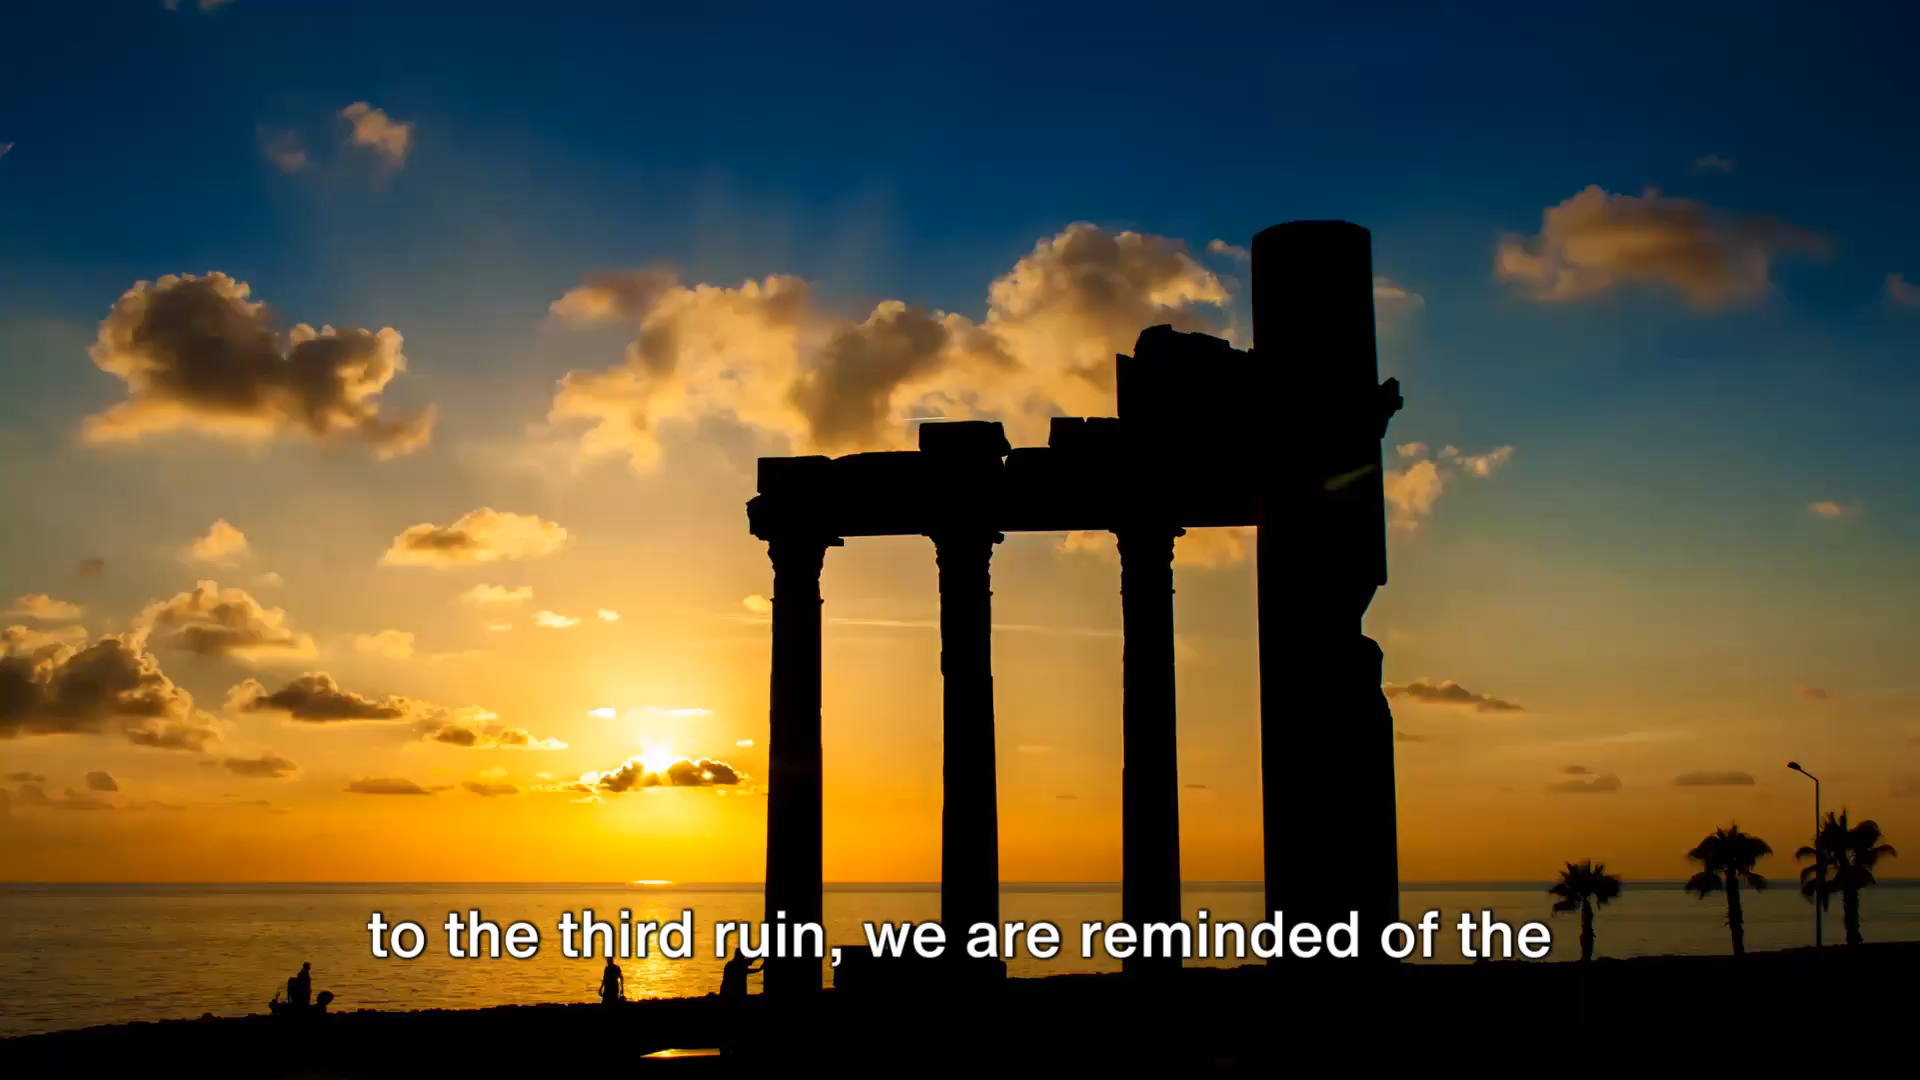 to the third ruin, we are reminded of the